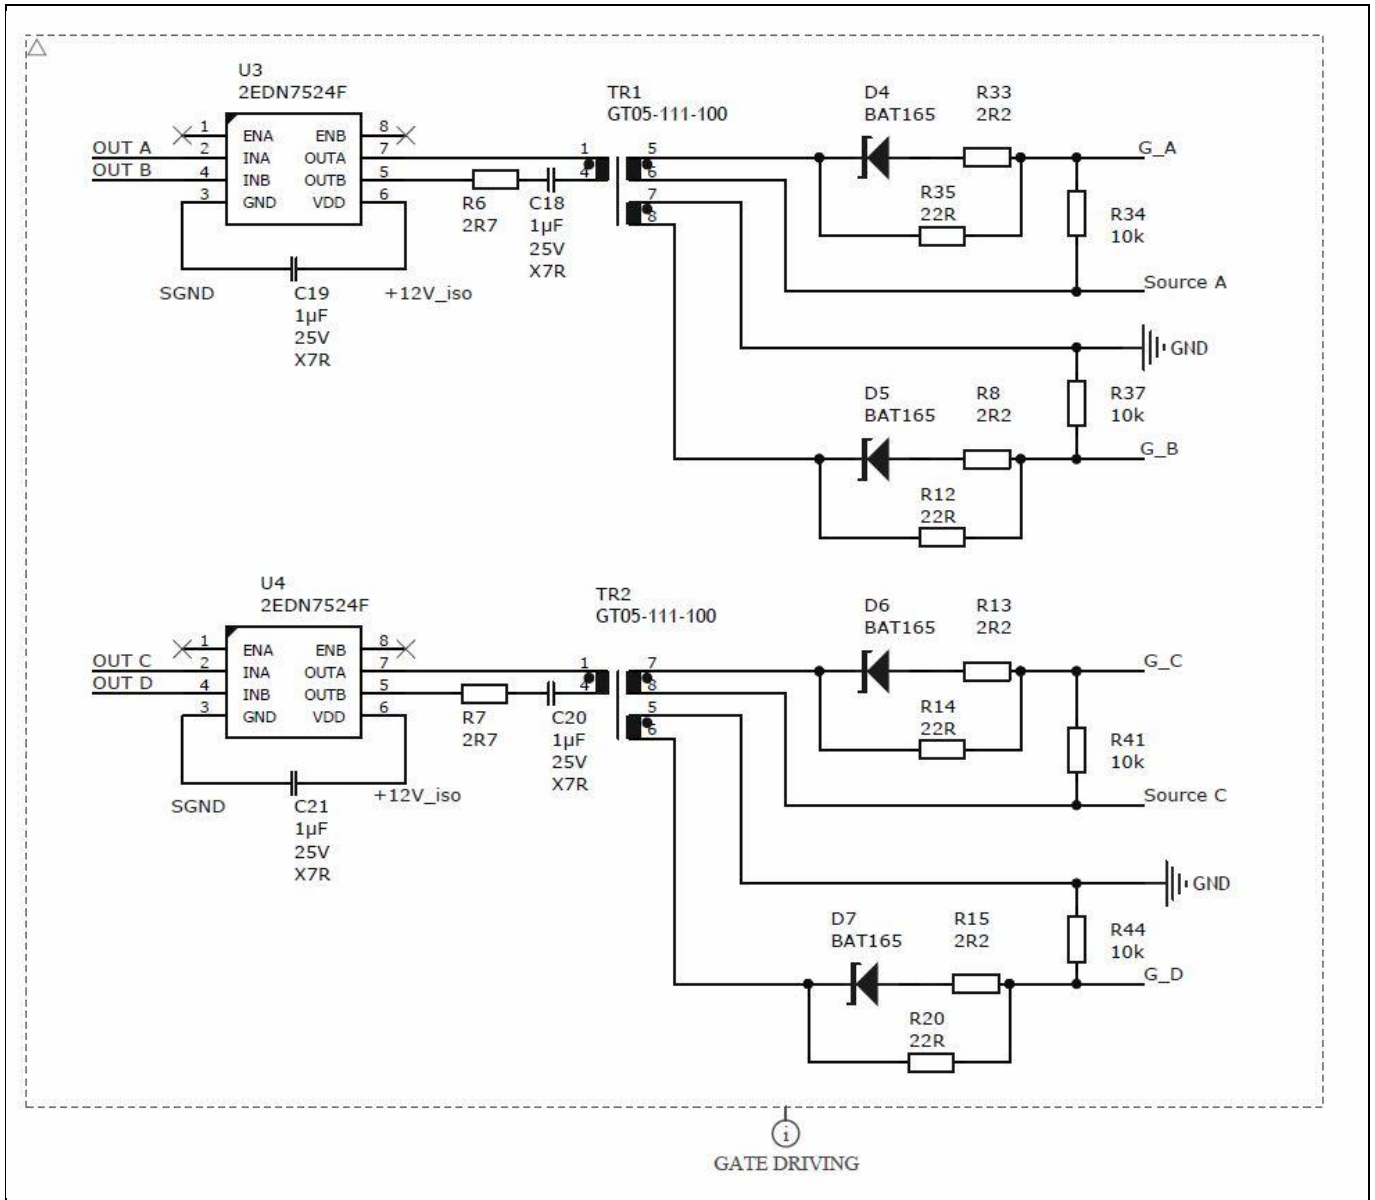 U3
2EDN7524F
OUT A
OUT B
1 ENA ENB 8
2 INA OUTA 7
4 INB OUTB 5
3 GND VDD 6
SGND
+12V_iso
C19
1µF
25V
X7R
R6
2R7
C18
1µF
25V
X7R
TR1
GT05-111-100
1
4
5
6
7
8
D4
BAT165
R33
2R2
R35
22R
G_A
R34
10k
Source A
GND
D5
BAT165
R8
2R2
R37
10k
G_B
R12
22R
U4
2EDN7524F
OUT C
OUT D
1 ENA ENB 8
2 INA OUTA 7
4 INB OUTB 5
3 GND VDD 6
SGND
+12V_iso
C21
1µF
25V
X7R
R7
2R7
C20
1µF
25V
X7R
TR2
GT05-111-100
1
4
7
8
5
6
D6
BAT165
R13
2R2
R14
22R
G_C
R41
10k
Source C
GND
D7
BAT165
R15
2R2
R44
10k
G_D
R20
22R
i
GATE DRIVING